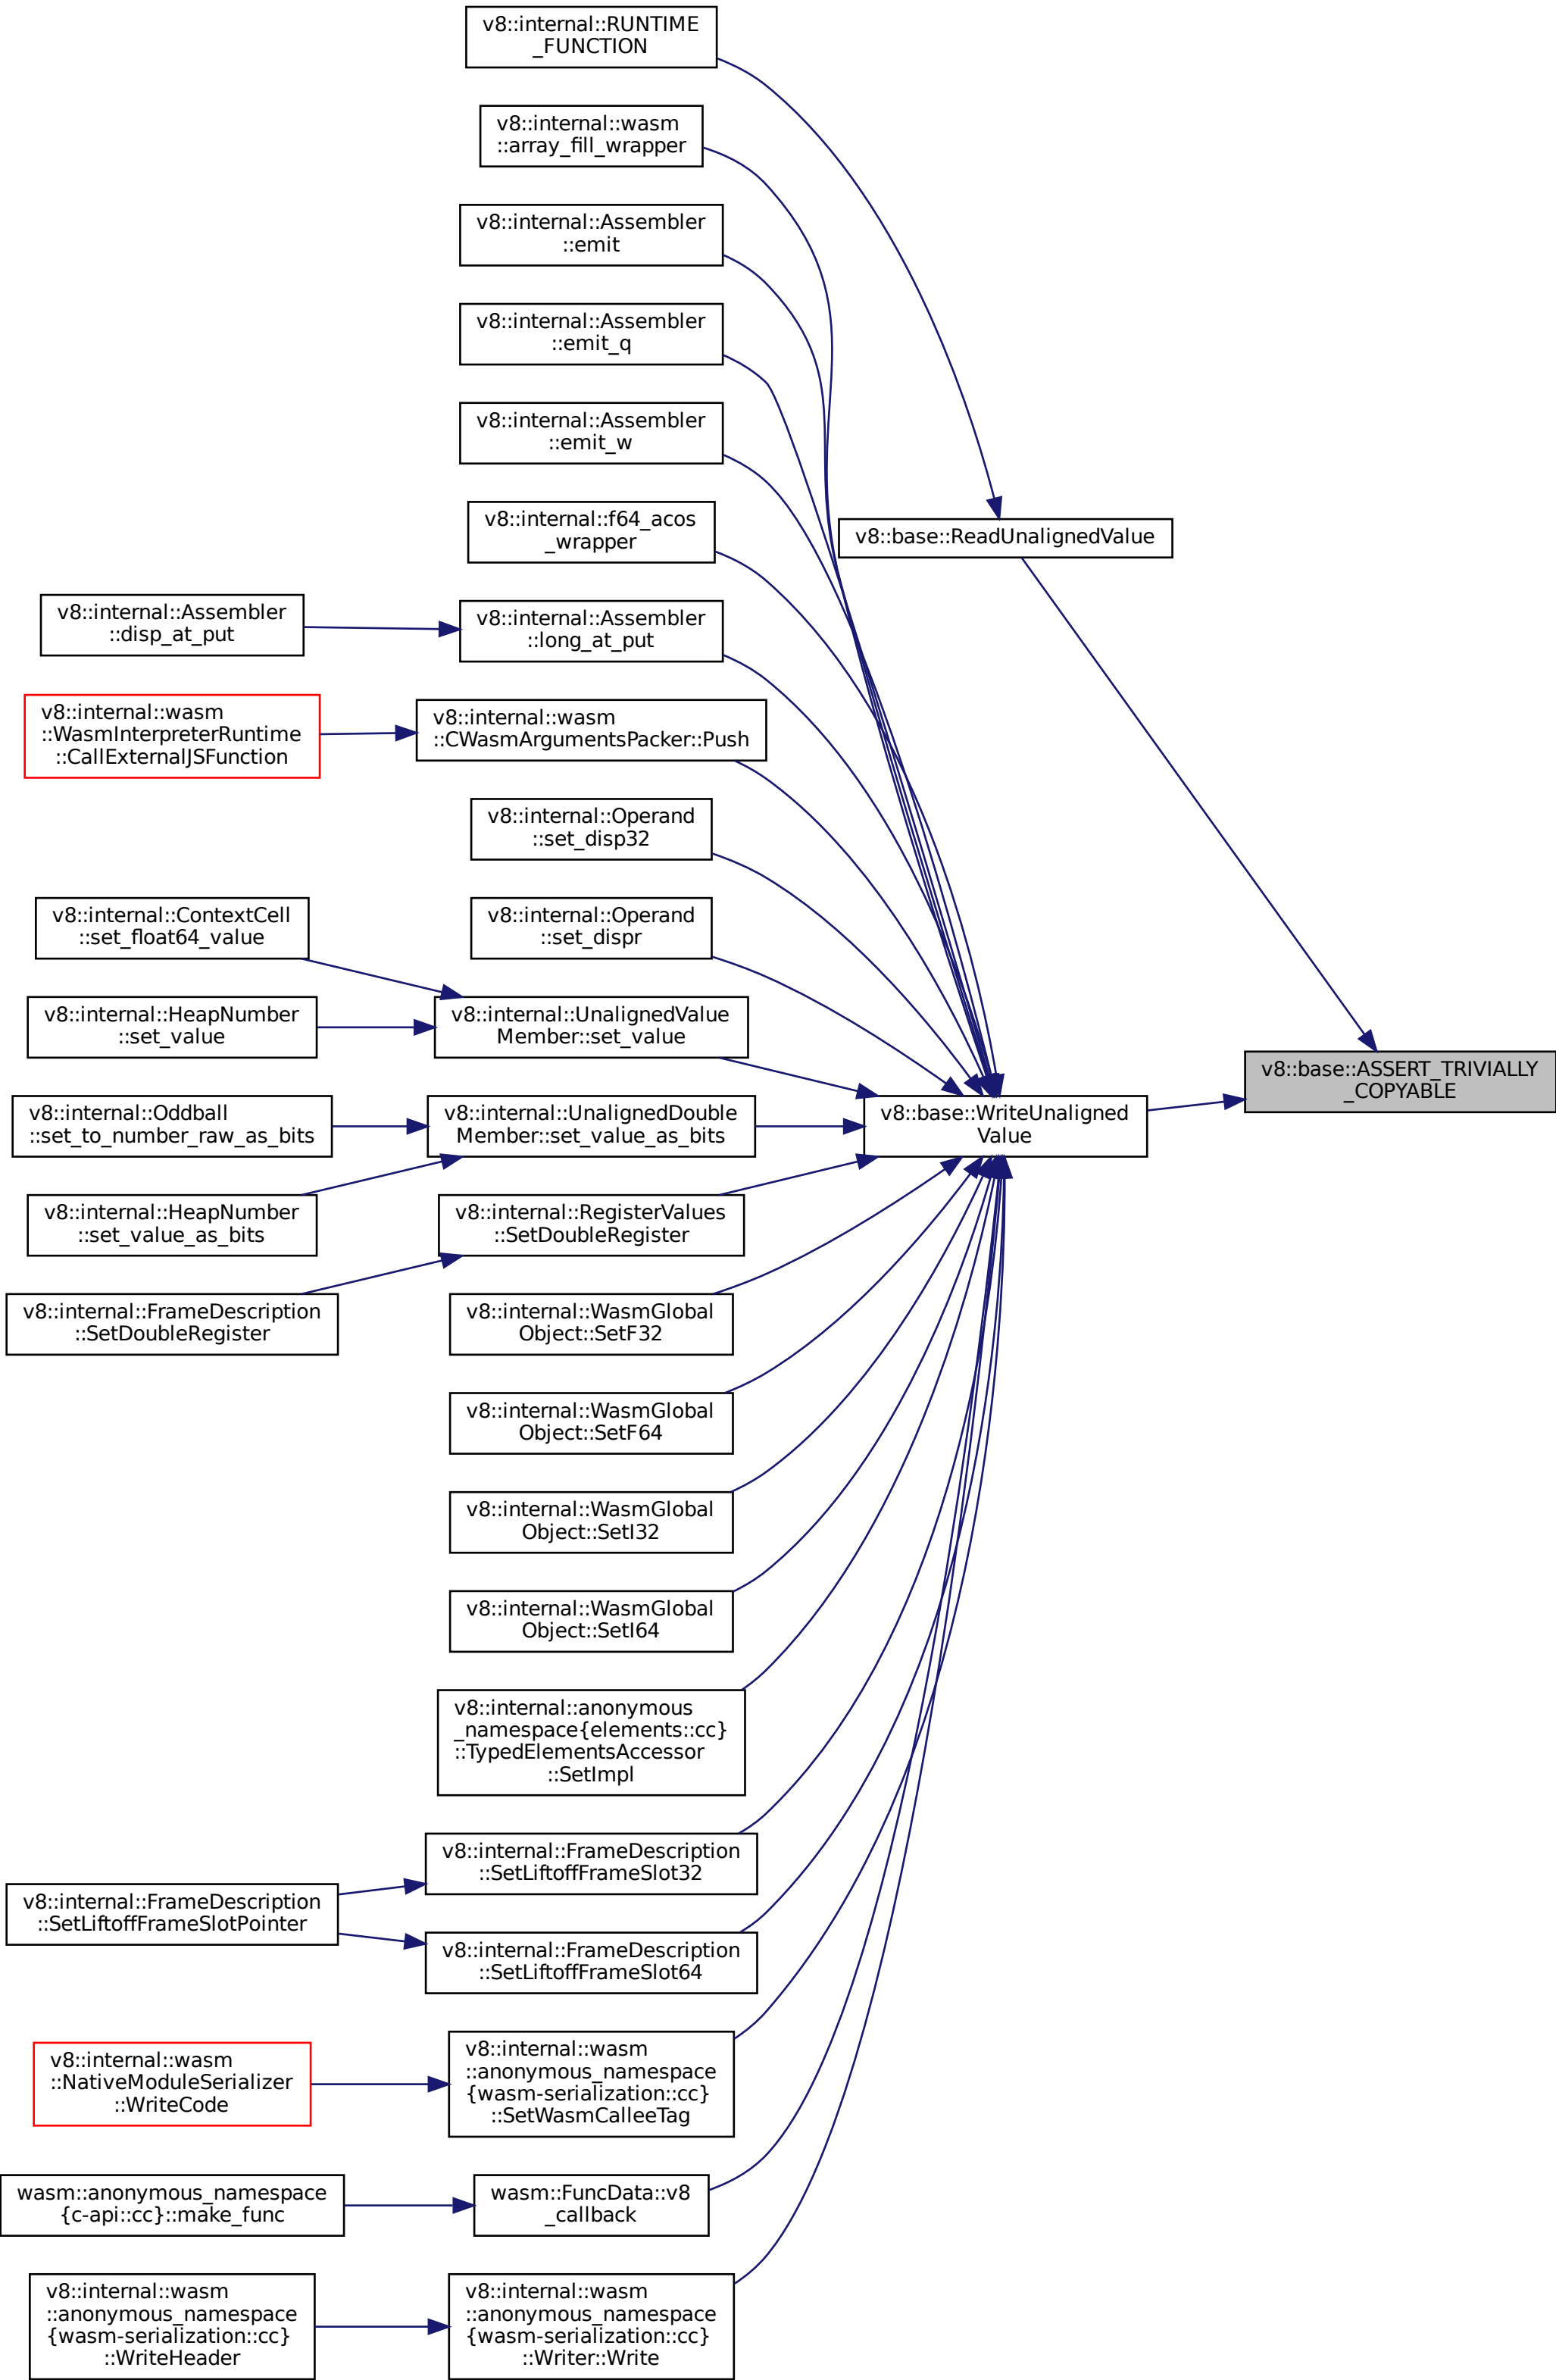 v8::internal::RUNTIME
_FUNCTION
v8::internal::wasm
::array_fill_wrapper
v8::internal::Assembler
::emit
v8::internal::Assembler
::emit_q
v8::internal::Assembler
::emit_w
v8::internal::f64_acos
_wrapper
v8::base::ReadUnalignedValue
v8::internal::Assembler
::disp_at_put
v8::internal::Assembler
::long_at_put
v8::internal::wasm
::WasmInterpreterRuntime
::CallExternalJSFunction
v8::internal::wasm
::CWasmArgumentsPacker::Push
v8::internal::Operand
::set_disp32
v8::internal::Operand
::set_dispr
v8::internal::ContextCell
::set_float64_value
v8::internal::HeapNumber
::set_value
v8::internal::UnalignedValue
Member::set_value
v8::base::ASSERT_TRIVIALLY
_COPYABLE
v8::internal::Oddball
::set_to_number_raw_as_bits
v8::internal::UnalignedDouble
Member::set_value_as_bits
v8::base::WriteUnaligned
Value
v8::internal::HeapNumber
::set_value_as_bits
v8::internal::RegisterValues
::SetDoubleRegister
v8::internal::FrameDescription
::SetDoubleRegister
v8::internal::WasmGlobal
Object::SetF32
v8::internal::WasmGlobal
Object::SetF64
v8::internal::WasmGlobal
Object::SetI32
v8::internal::WasmGlobal
Object::SetI64
v8::internal::anonymous
_namespace{elements::cc}
::TypedElementsAccessor
::SetImpl
v8::internal::FrameDescription
::SetLiftoffFrameSlot32
v8::internal::FrameDescription
::SetLiftoffFrameSlotPointer
v8::internal::FrameDescription
::SetLiftoffFrameSlot64
v8::internal::wasm
::NativeModuleSerializer
::WriteCode
v8::internal::wasm
::anonymous_namespace
{wasm-serialization::cc}
::SetWasmCalleeTag
wasm::anonymous_namespace
{c-api::cc}::make_func
wasm::FuncData::v8
_callback
v8::internal::wasm
::anonymous_namespace
{wasm-serialization::cc}
::WriteHeader
v8::internal::wasm
::anonymous_namespace
{wasm-serialization::cc}
::Writer::Write